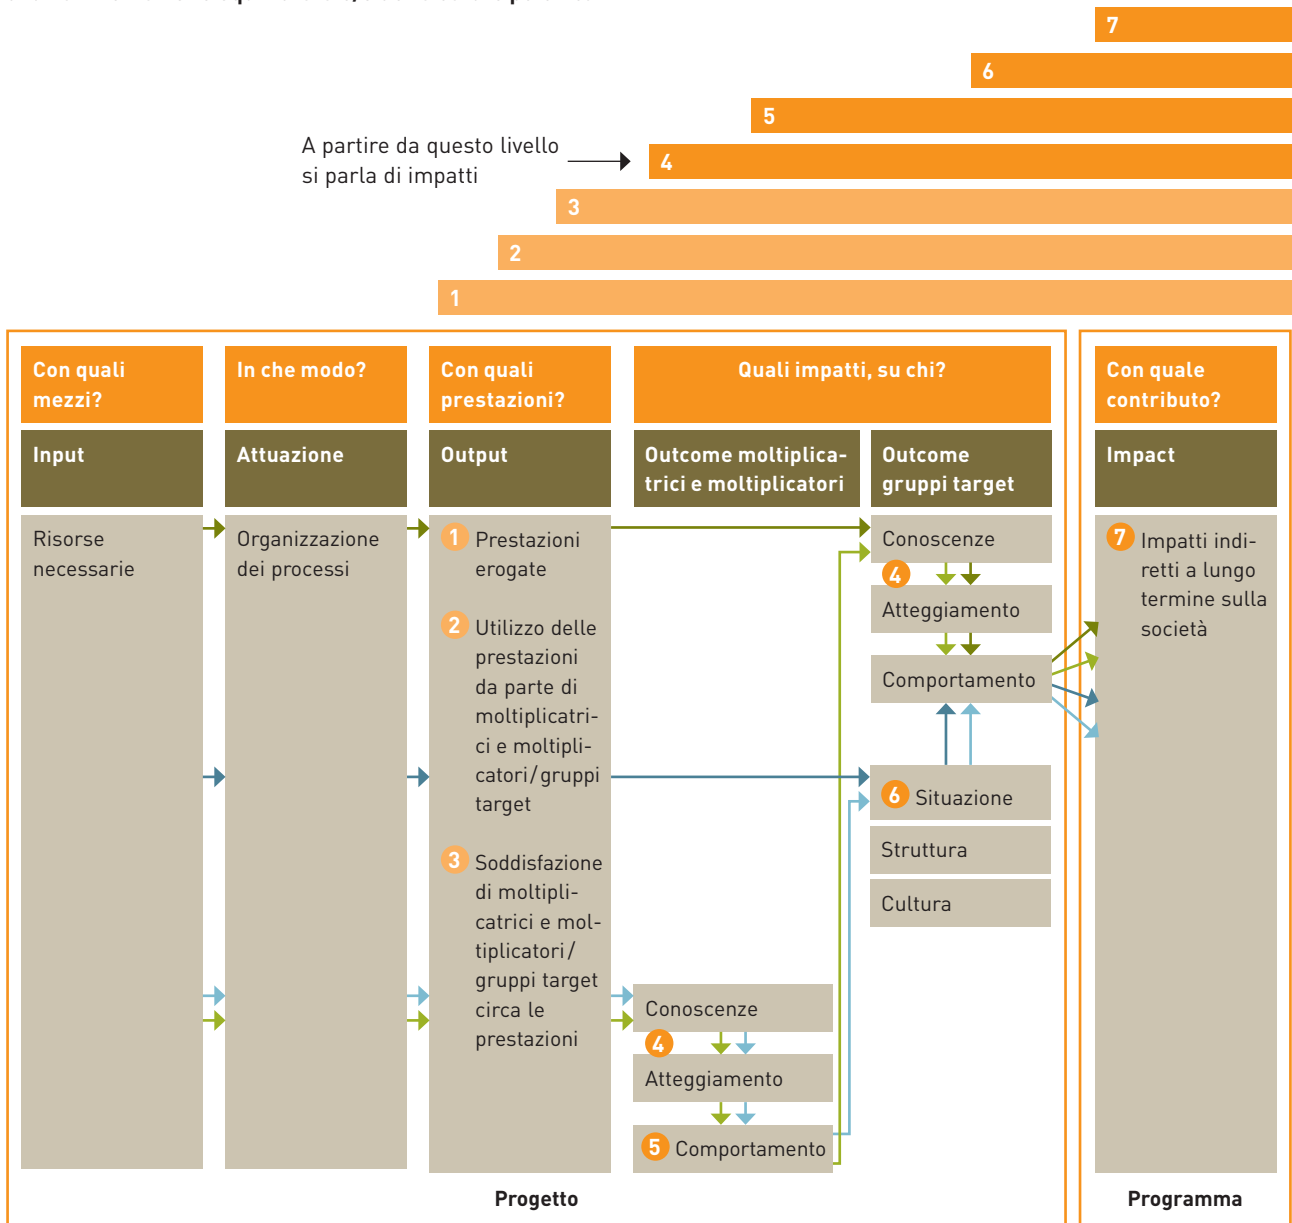 7
6
5
A partire da questo livello
si parla di impatti
4
3
2
1
Con quali
mezzi?
In che modo?
Con quali
prestazioni?
Quali impatti, su chi?
Con quale
contributo?
Input
Attuazione
Output
Outcome moltiplica-
trici e moltiplicatori
Outcome
gruppi target
Impact
Risorse
necessarie
Organizzazione
dei processi
1 Prestazioni
erogate
2 Utilizzo delle
prestazioni
da parte di
moltiplicatri-
ci e moltipli-
catori/gruppi
target
3 Soddisfazione
di moltipli-
catrici e mol-
tiplicatori/
gruppi target
circa le
prestazioni
Conoscenze
4
Atteggiamento
5 Comportamento
Conoscenze
4
Atteggiamento
Comportamento
6 Situazione
Struttura
Cultura
7 Impatti indi-
retti a lungo
termine sulla
società
Progetto
Programma